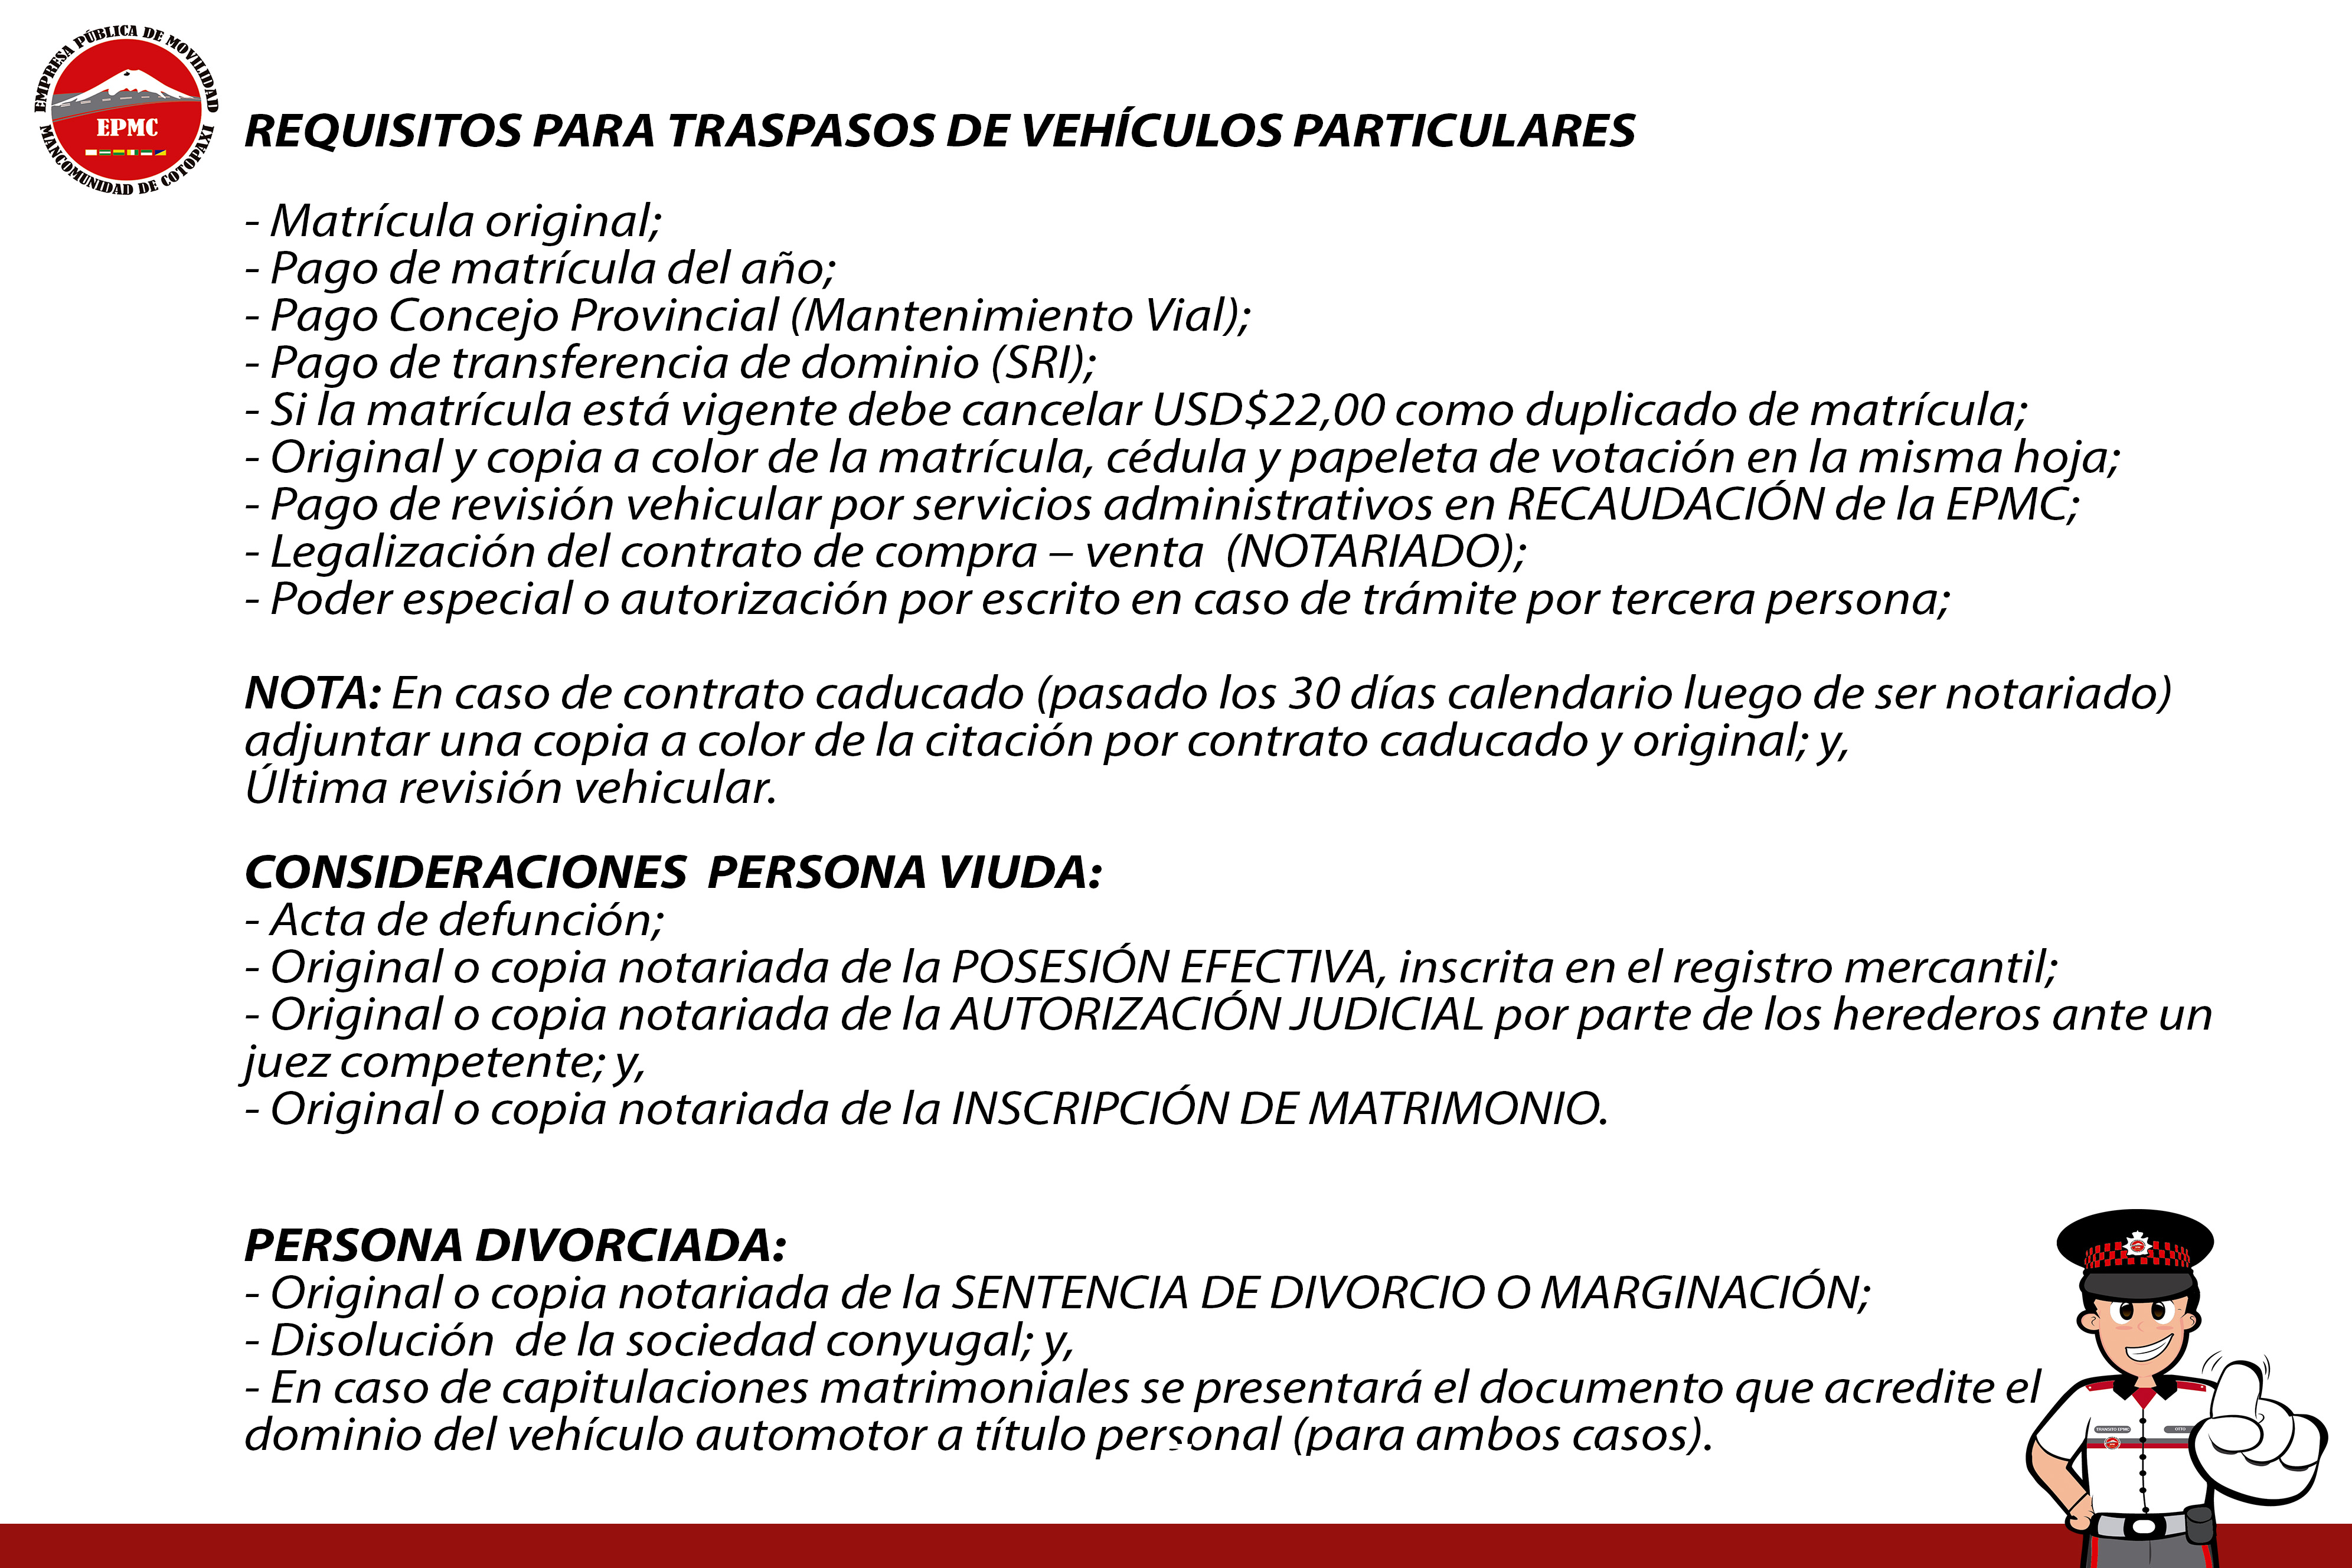 EMPRESA PÚBLICA DE MOVILIDAD
EPMC
MANCOMUNIDAD DE COTOPAXI
REQUISITOS PARA TRASPASOS DE VEHÍCULOS PARTICULARES
- Matrícula original;
- Pago de matrícula del año;
- Pago Concejo Provincial (Mantenimiento Vial);
- Pago de transferencia de dominio (SRI);
- Si la matrícula está vigente debe cancelar USD$22,00 como duplicado de matrícula;
- Original y copia a color de la matrícula, cédula y papeleta de votación en la misma hoja;
- Pago de revisión vehicular por servicios administrativos en RECAUDACIÓN de la EPMC;
- Legalización del contrato de compra – venta  (NOTARIADO);
- Poder especial o autorización por escrito en caso de trámite por tercera persona;
NOTA: En caso de contrato caducado (pasado los 30 días calendario luego de ser notariado)
adjuntar una copia a color de la citación por contrato caducado y original; y,
Última revisión vehicular.
CONSIDERACIONES  PERSONA VIUDA:
- Acta de defunción;
- Original o copia notariada de la POSESIÓN EFECTIVA, inscrita en el registro mercantil;
- Original o copia notariada de la AUTORIZACIÓN JUDICIAL por parte de los herederos ante un
juez competente; y,
- Original o copia notariada de la INSCRIPCIÓN DE MATRIMONIO.
PERSONA DIVORCIADA:
- Original o copia notariada de la SENTENCIA DE DIVORCIO O MARGINACIÓN;
- Disolución  de la sociedad conyugal; y,
- En caso de capitulaciones matrimoniales se presentará el documento que acredite el
dominio del vehículo automotor a título personal (para ambos casos).